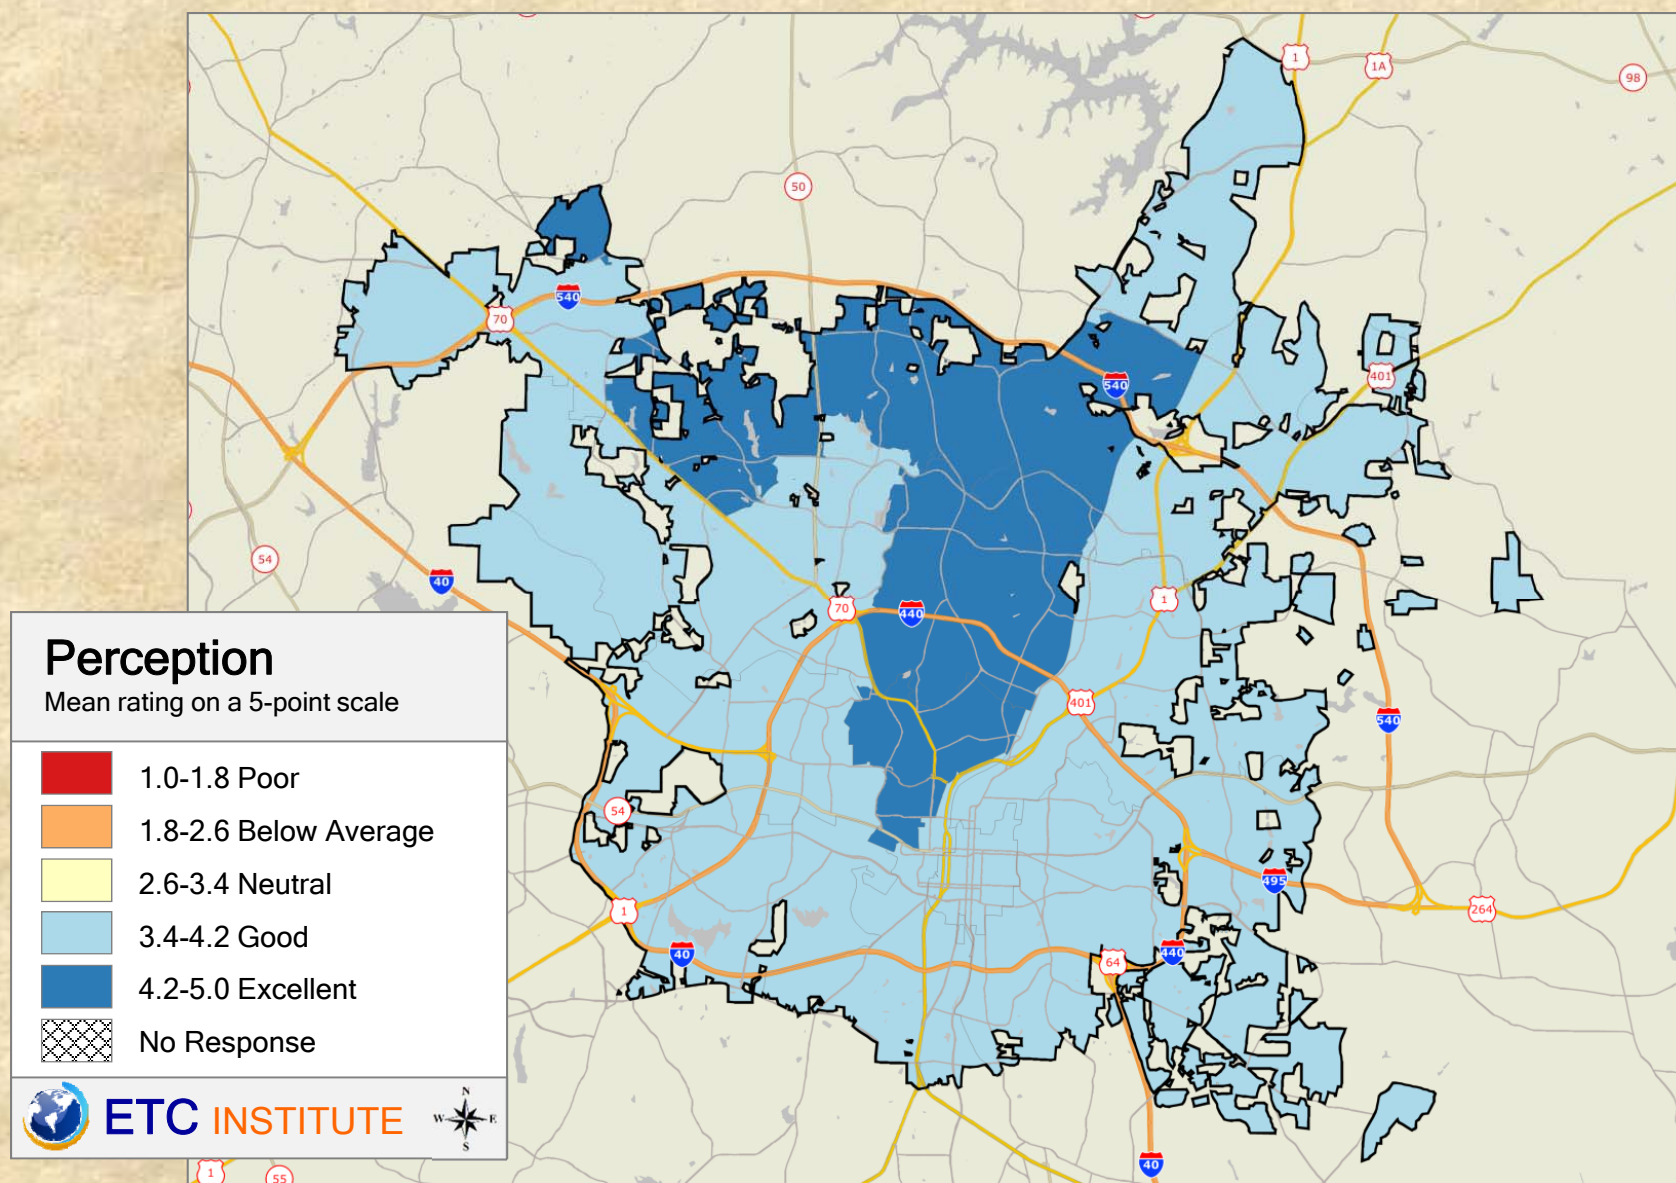 1
1A
98
50
540
70
401
540
54
40
70
440
1
401
540
Perception
Mean rating on a 5-point scale
1.0-1.8 Poor
1.8-2.6 Below Average
2.6-3.4 Neutral
3.4-4.2 Good
4.2-5.0 Excellent
No Response
ETC INSTITUTE
N
W E
S
54
495
1
264
40
440
64
40
1
55